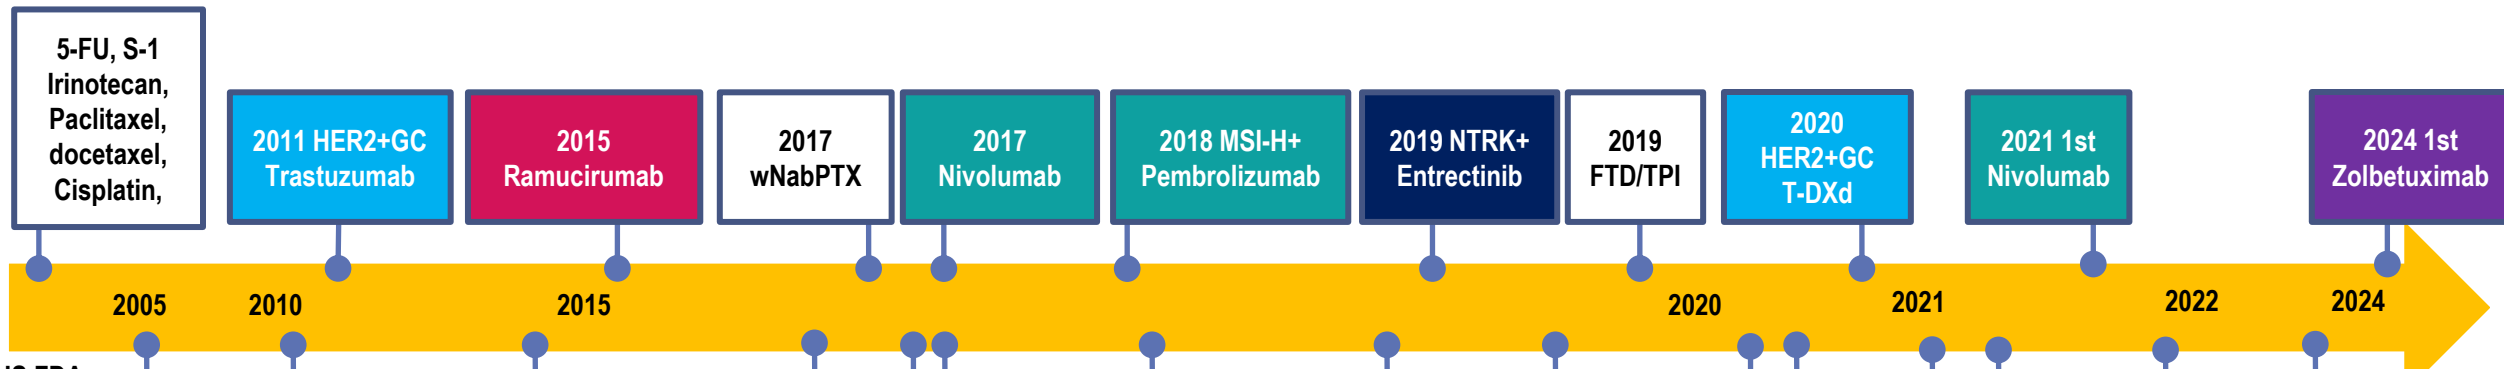 5-FU, S-1
Irinotecan,
Paclitaxel,
docetaxel,
Cisplatin,
2011 HER2+GC
Trastuzumab
2015
Ramucirumab
2017
wNabPTX
2017
Nivolumab
2018 MSI-H+
Pembrolizumab
2019 NTRK+
Entrectinib
2019
FTD/TPI
2020
HER2+GC
T-DXd
2021 1st
Nivolumab
2024 1st
Zolbetuximab
2005
2010
2015
2020
2021
2022
2024